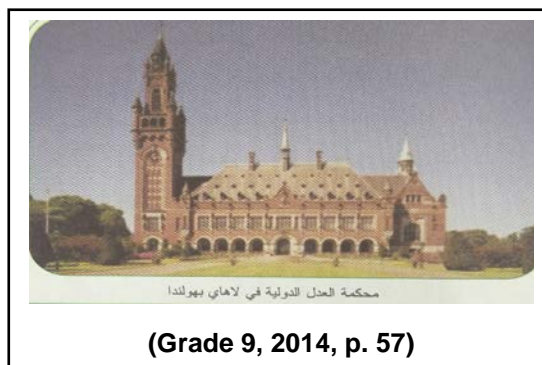 محكمة العدل الدولية في لاهاي بهولندا
(Grade 9, 2014, p. 57)